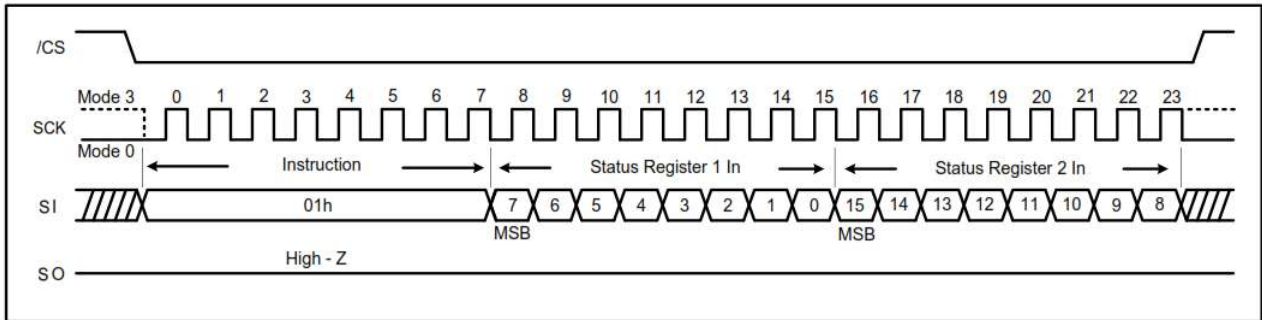 /CS
Mode 3 0 1 2 3 4 5 6 7 8 9 10 11 12 13 14 15 16 17 18 19 20 21 22 23
SCK
Mode 0
Instruction Status Register 1 In Status Register 2 In
SI 01h 7 6 5 4 3 2 1 0 15 14 13 12 11 10 9 8
MSB MSB
High - Z
SO